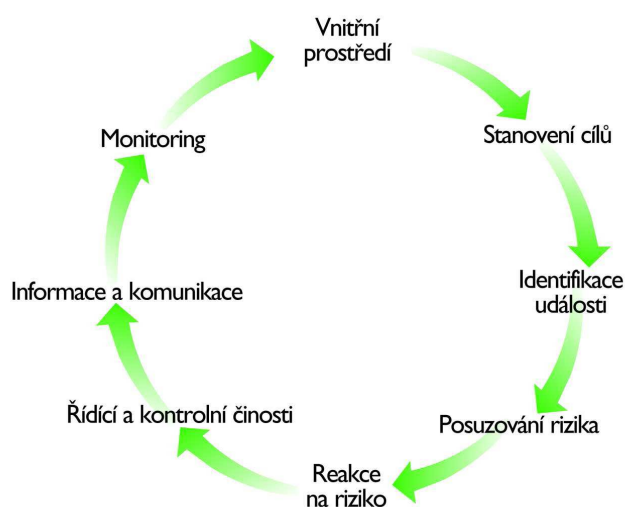 Vnitřní
prostředí
Stanovení cílů
Identifikace
události
Posuzování rizika
Reakce
na riziko
Řídící a kontrolní činosti
Informace a komunikace
Monitoring